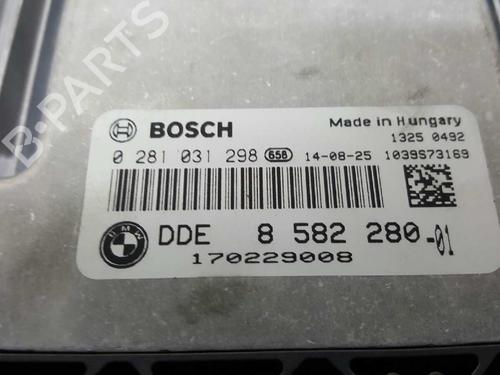 B-PARTS
BOSCH
Made in Hungary
1325 0492
0 281 031 298 658 14-08-25 1039S73169
BMW
DDE 8 582 280-01
170229008